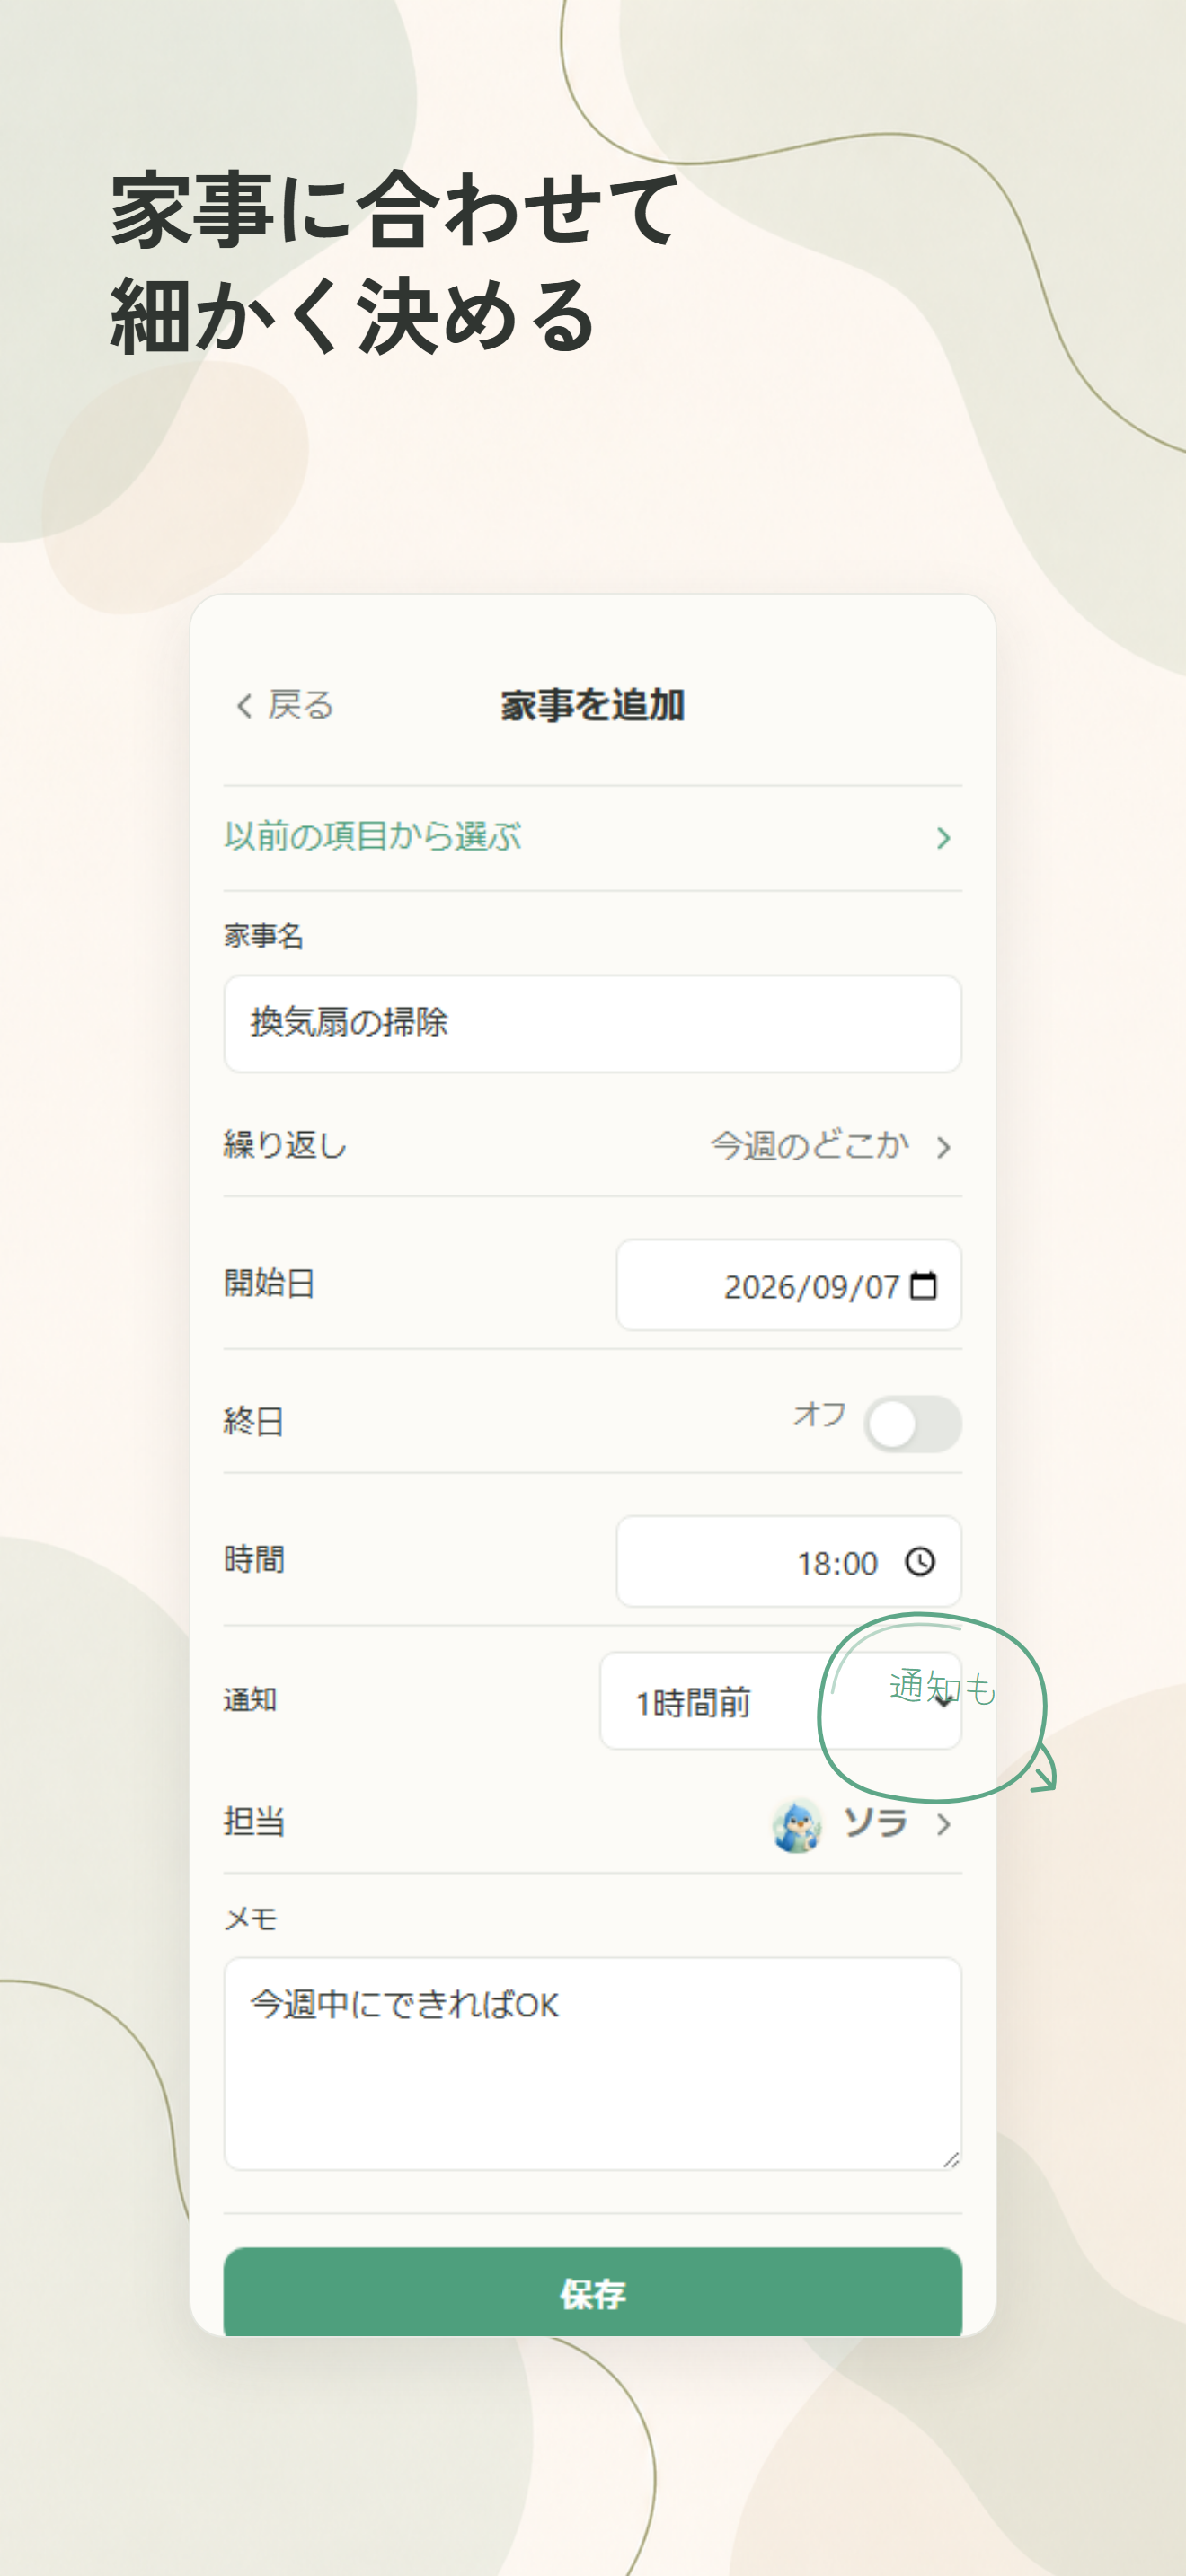 家事に合わせて
細かく決める
戻る
家事を追加
以前の項目から選ぶ
家事名
換気扇の掃除
繰り返し 今週のどこか
開始日 2026/09/07
終日 オフ
時間 18:00
通知 1時間前
通知も
担当 ソラ
メモ
今週中にできればOK
保存